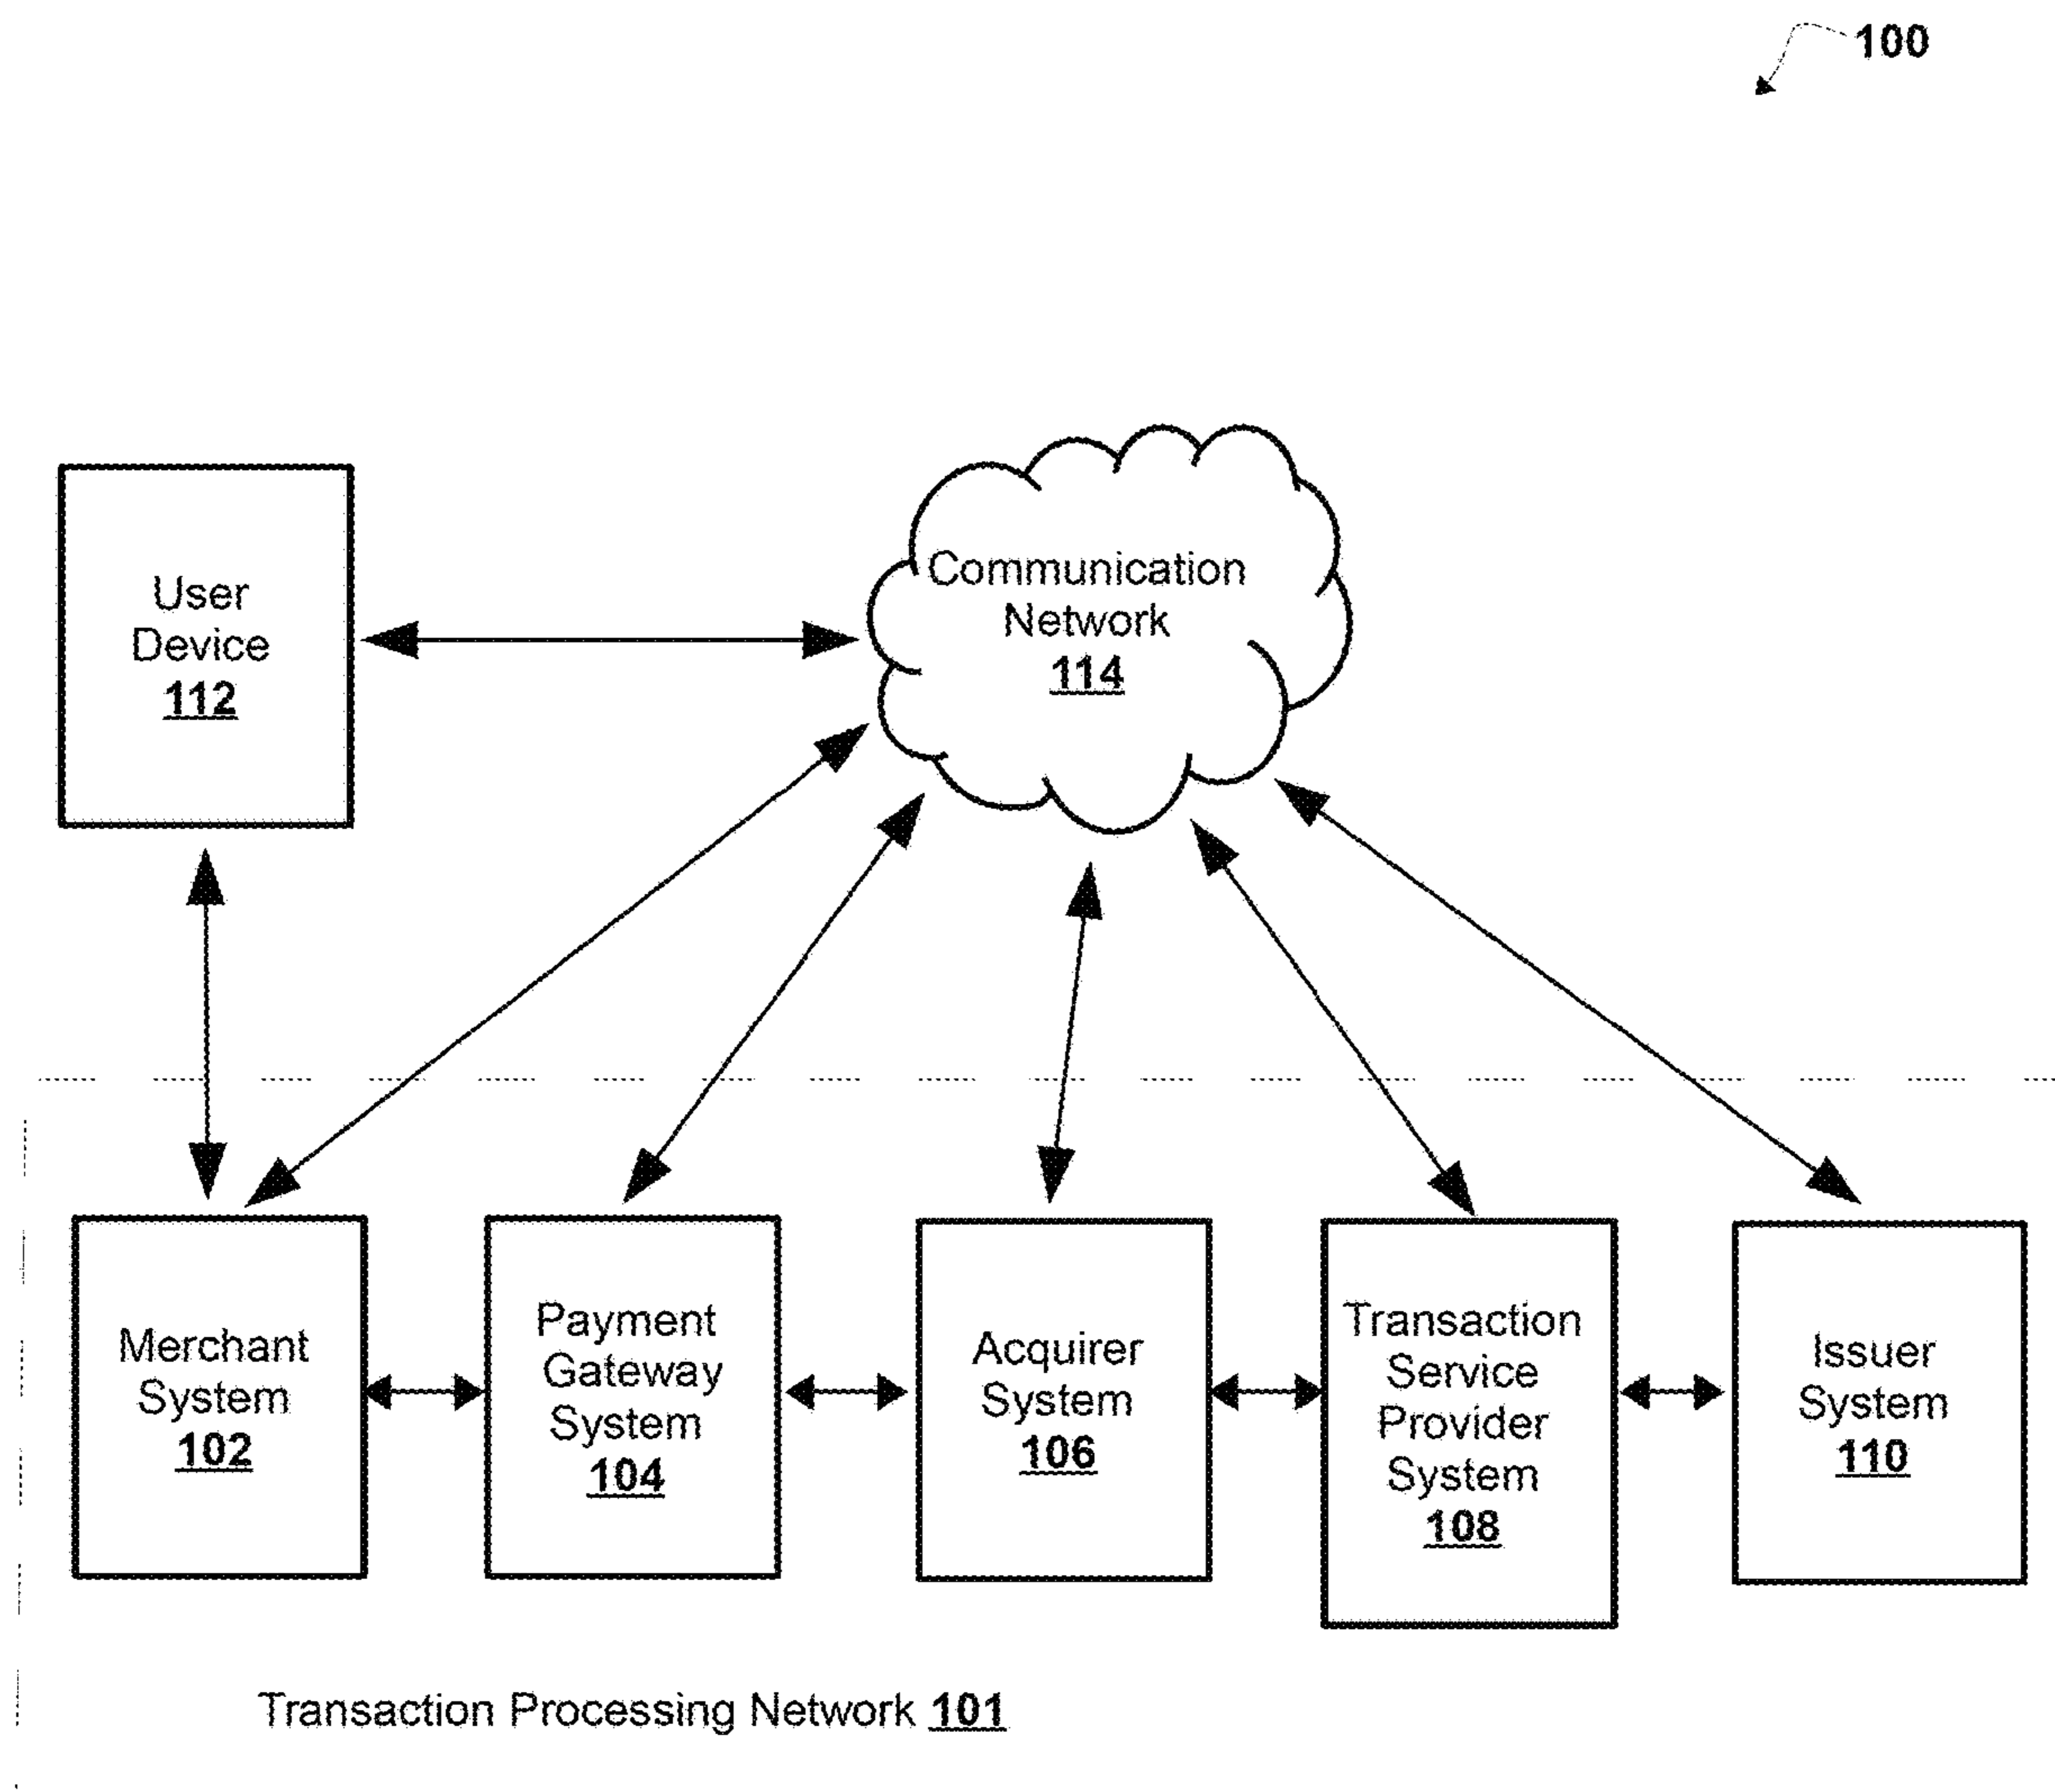 100
User
Device
112
Communication
Network
114
Merchant
System
102
Payment
Gateway
System
104
Acquirer
System
106
Transaction
Service
Provider
System
108
Issuer
System
110
Transaction Processing Network 101